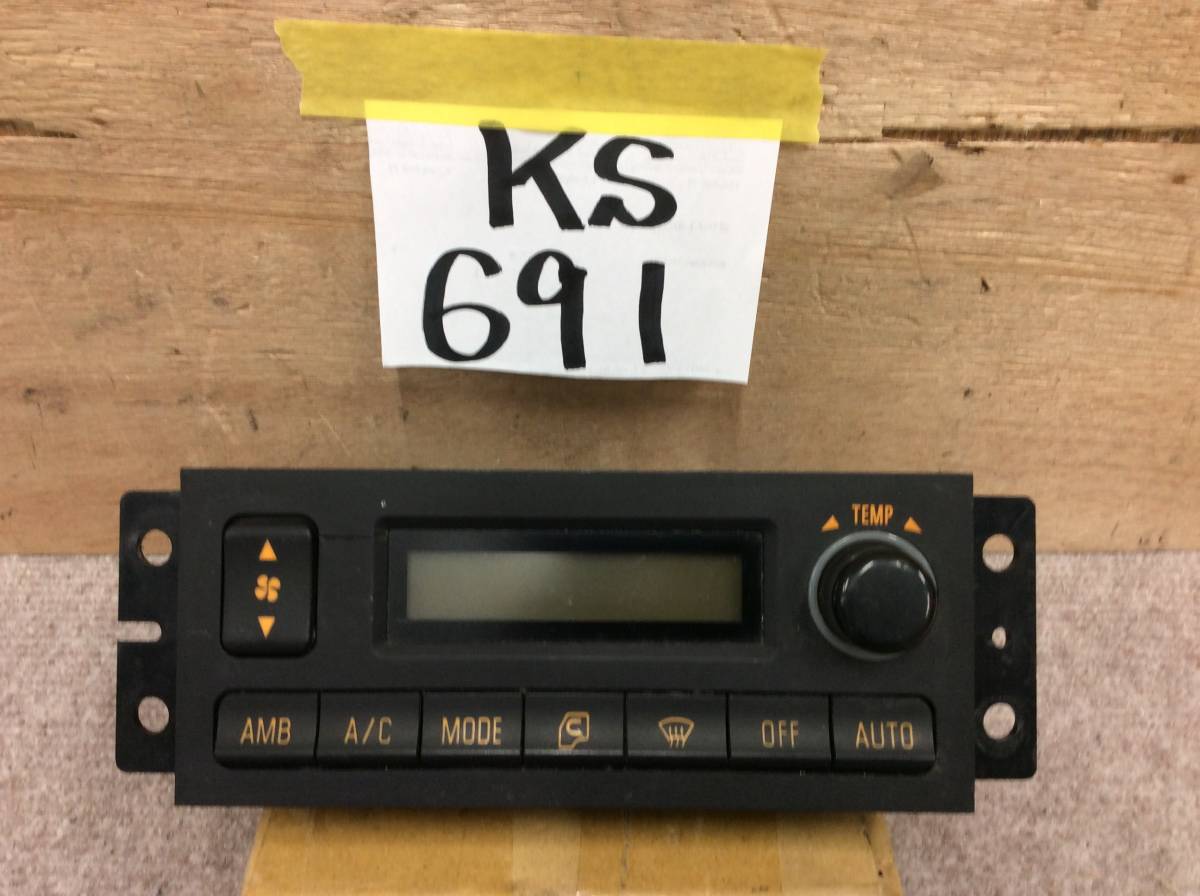 KS
691
TEMP
AMB A/C MODE OFF AUTO